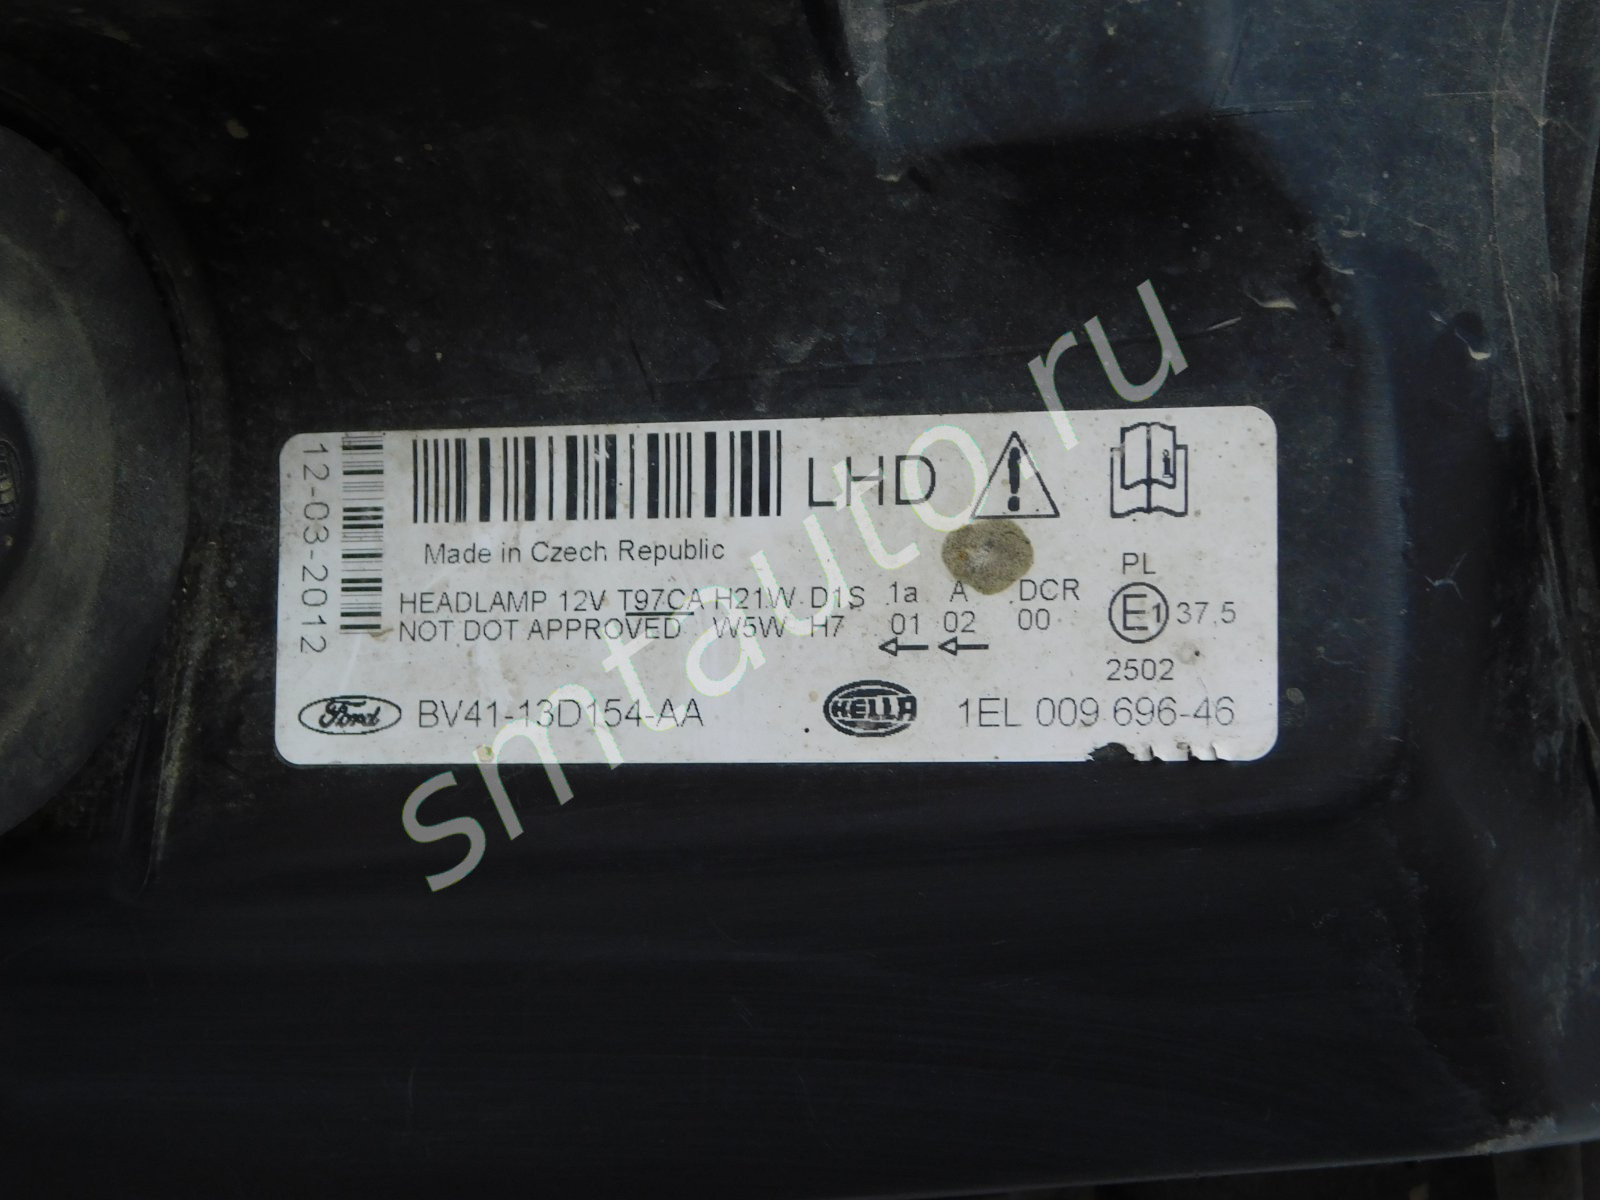 12-03-2012
LHD
Made in Czech Republic
HEADLAMP 12V T97CA H21W D1S 1a A DCR
NOT DOT APPROVED W5W H7 01 02 00
PL
E1 37.5
2502
Ford BV41-13D154-AA HELLA 1EL 009 696-46
smtauto.ru